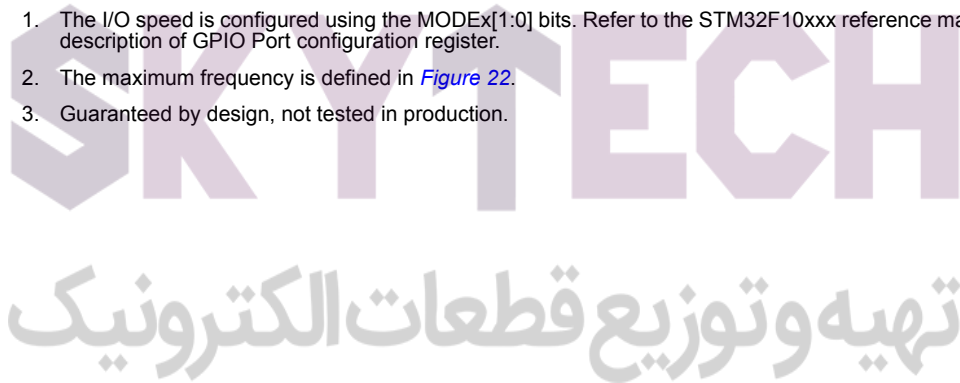 1. The I/O speed is configured using the MODEx[1:0] bits. Refer to the STM32F10xxx reference
description of GPIO Port configuration register.
2. The maximum frequency is defined in Figure 22.
3. Guaranteed by design, not tested in production.
SKYTECH
تهیه و توزیع قطعات الکترونیک